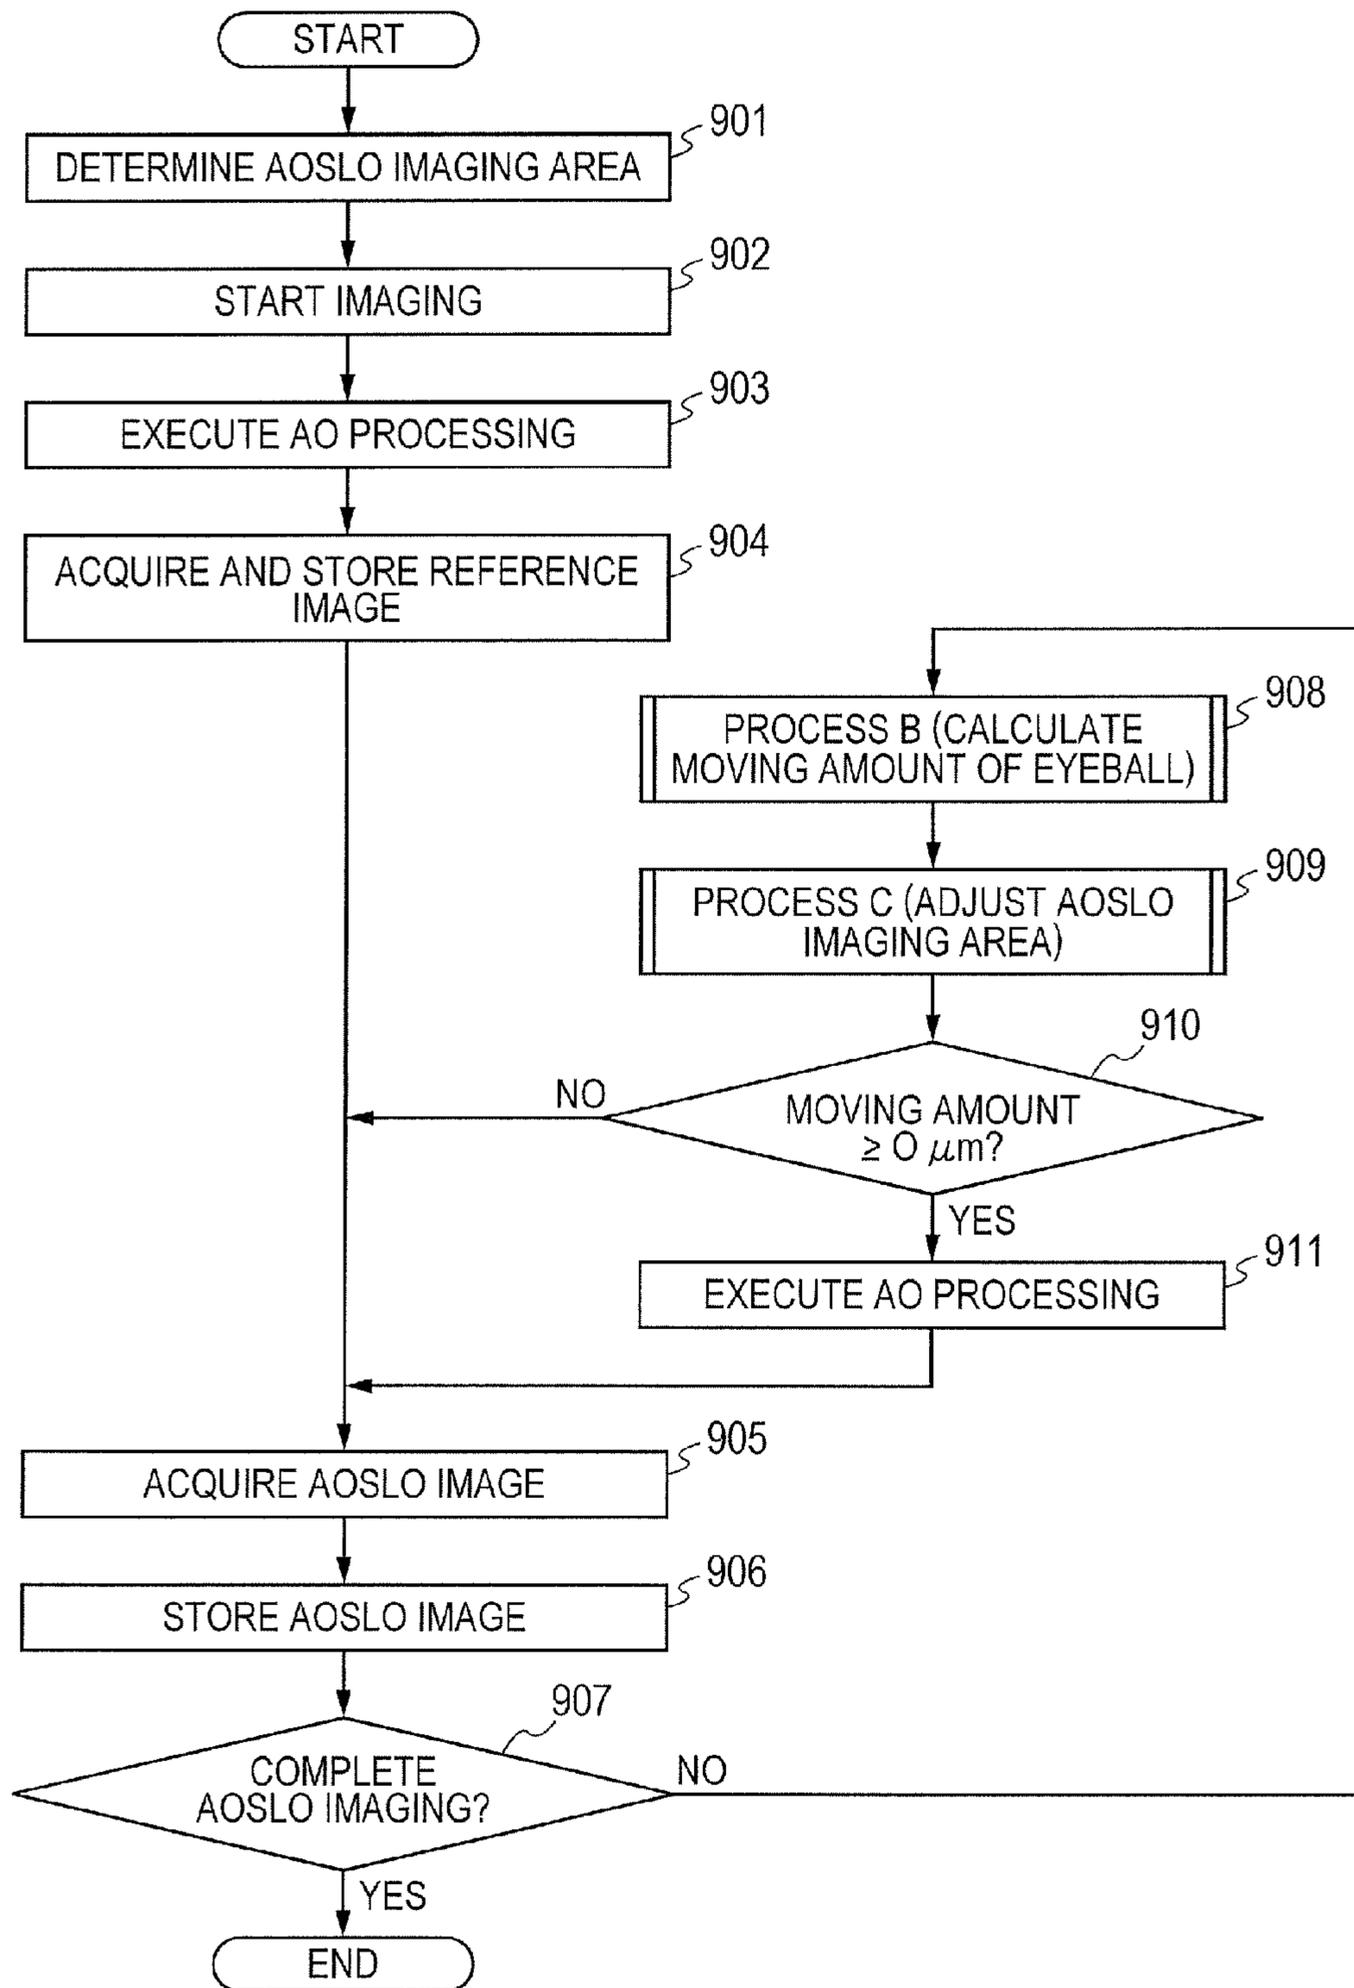 START
901
DETERMINE AOSLO IMAGING AREA
902
START IMAGING
903
EXECUTE AO PROCESSING
904
ACQUIRE AND STORE REFERENCE
IMAGE
908
PROCESS B (CALCULATE
MOVING AMOUNT OF EYEBALL)
909
PROCESS C (ADJUST AOSLO
IMAGING AREA)
910
NO
MOVING AMOUNT
≥ O μm?
YES
911
EXECUTE AO PROCESSING
905
ACQUIRE AOSLO IMAGE
906
STORE AOSLO IMAGE
907
COMPLETE
AOSLO IMAGING?
NO
YES
END